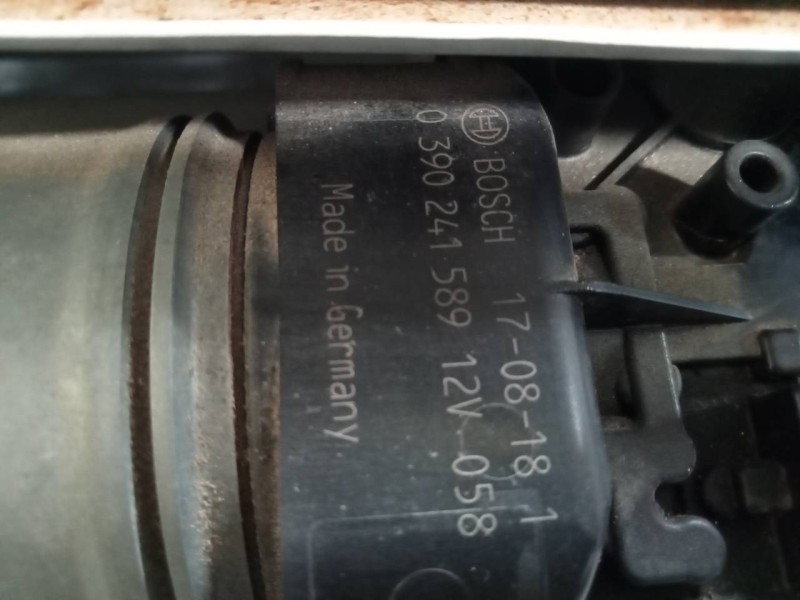 BOSCH 17-08-18 1
0 390 241 589 12V 058
Made in Germany